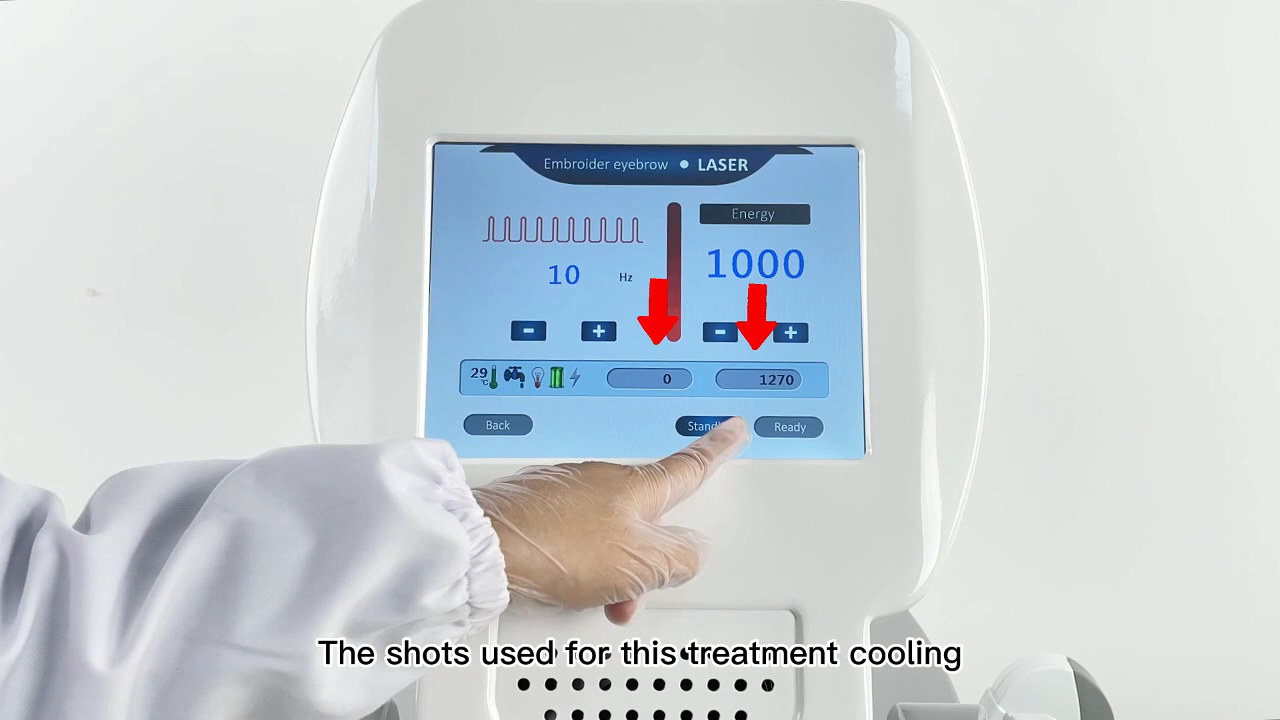 Embroider eyebrow • LASER
Energy
10 Hz
1000
- +
- +
29 °C
0
1270
Back
Ready
The shots used for this treatment cooling